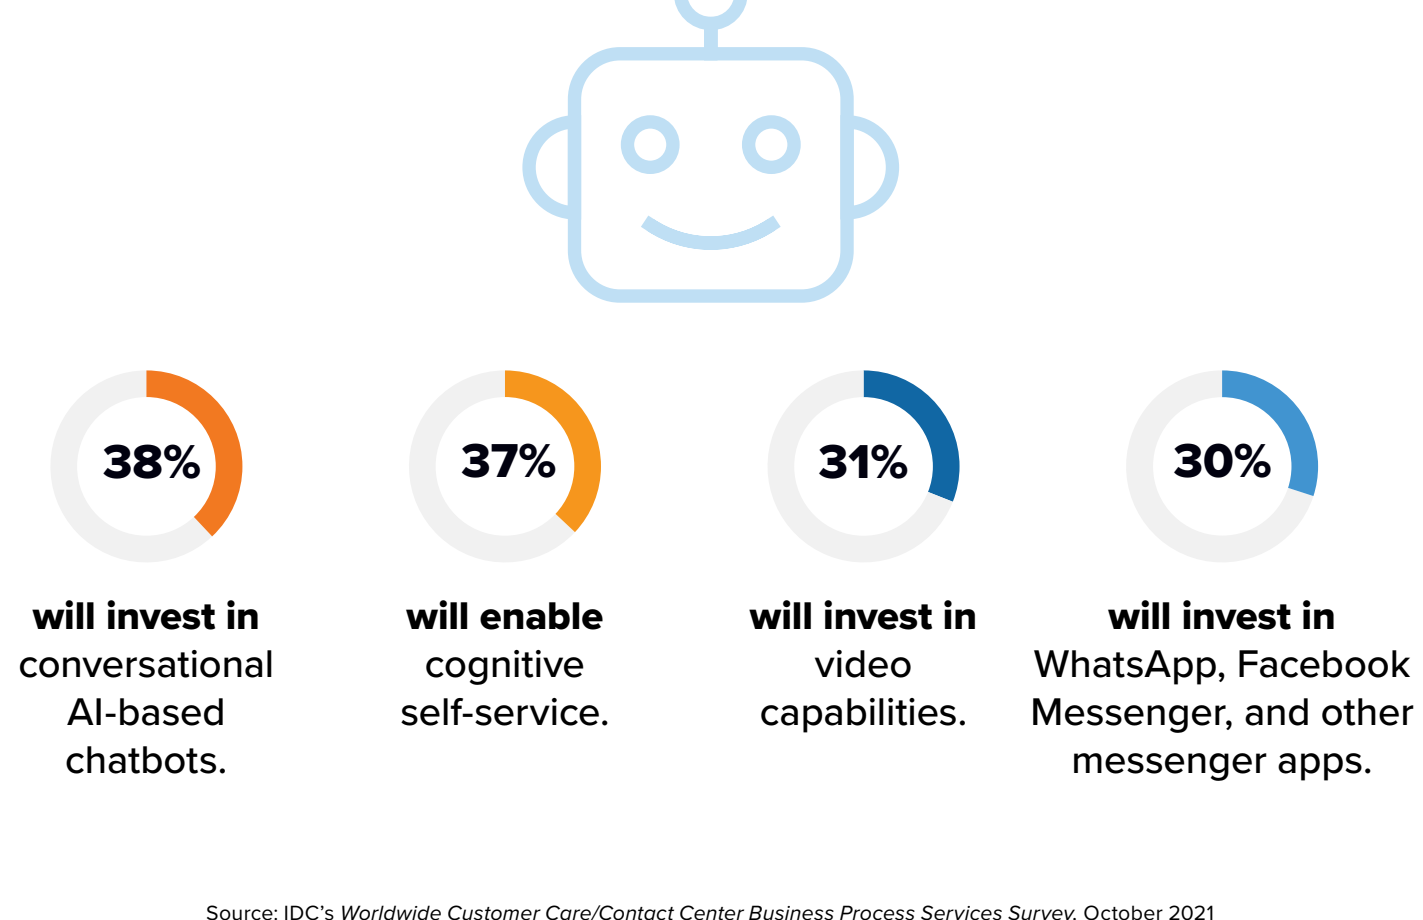 38%
will invest in
conversational
AI-based
chatbots.
37%
will enable
cognitive
self-service.
31%
will invest in
video
capabilities.
30%
will invest in
WhatsApp, Facebook
Messenger, and other
messenger apps.
Source: IDC’s Worldwide Customer Care/Contact Center Business Process Services Survey, October 2021